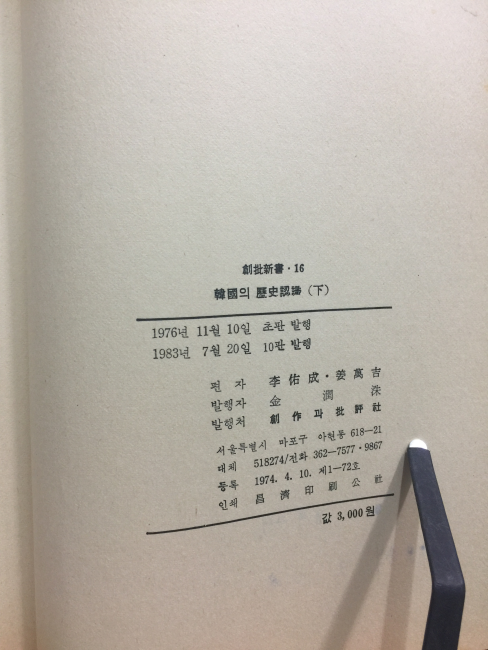 創批新書·16
韓國의 歷史認識 (下)
1976년 11월 10일 초판 발행
1983년 7월 20일 10판 발행
편 자 李佑成·姜萬吉
발행자 金潤洙
발행처 創作과批評社
서울특별시 마포구 아현동 618—21
대체 518274/전화 362—7577·9867
등록 1974. 4. 10. 제1—72호
인쇄 昌濟印刷公社
값 3,000원